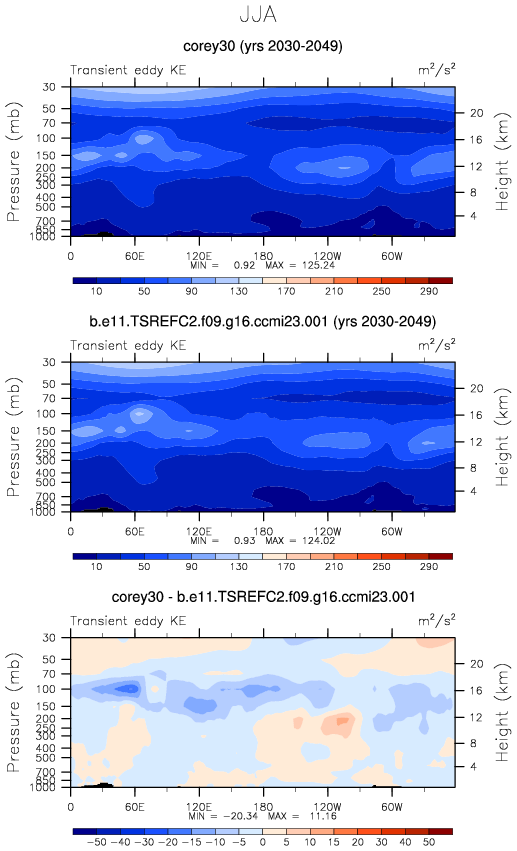 JJA
corey30 (yrs 2030-2049)
Transient eddy KE m²/s²
Pressure (mb)
30
50
70
100
150
200
250
300
400
500
700
850
1000
Height (km)
20
16
12
8
4
0 60E 120E 180 120W 60W
MIN = 0.92 MAX = 125.24
10 50 90 130 170 210 250 290
b.e11.TSREFC2.f09.g16.ccmi23.001 (yrs 2030-2049)
Transient eddy KE m²/s²
Pressure (mb)
30
50
70
100
150
200
250
300
400
500
700
850
1000
Height (km)
20
16
12
8
4
0 60E 120E 180 120W 60W
MIN = 0.93 MAX = 124.02
10 50 90 130 170 210 250 290
corey30 - b.e11.TSREFC2.f09.g16.ccmi23.001
Transient eddy KE m²/s²
Pressure (mb)
30
50
70
100
150
200
250
300
400
500
700
850
1000
Height (km)
20
16
12
8
4
0 60E 120E 180 120W 60W
MIN = -20.34 MAX = 11.16
-50 -40 -30 -20 -15 -10 -5 0 5 10 15 20 30 40 50